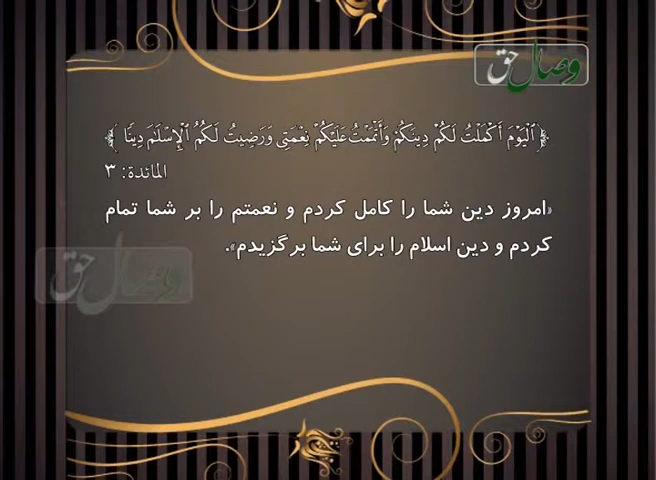 وصال حق
﴿ ٱلْيَوْمَ أَكْمَلْتُ لَكُمْ دِينَكُمْ وَأَتْمَمْتُ عَلَيْكُمْ نِعْمَتِى وَرَضِيتُ لَكُمُ ٱلْإِسْلَٰمَ دِينًا ﴾
المائدة: ٣
«امروز دین شما را کامل کردم و نعمتم را بر شما تمام
کردم و دین اسلام را برای شما برگزیدم».
وصال حق